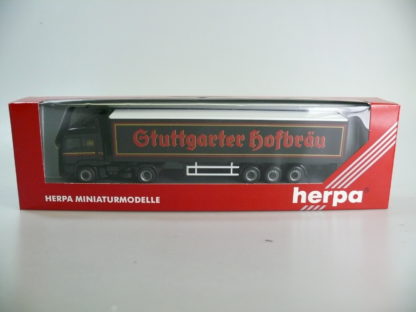 Stuttgarter Hofbräu
HERPA MINIATURMODELLE
herpa